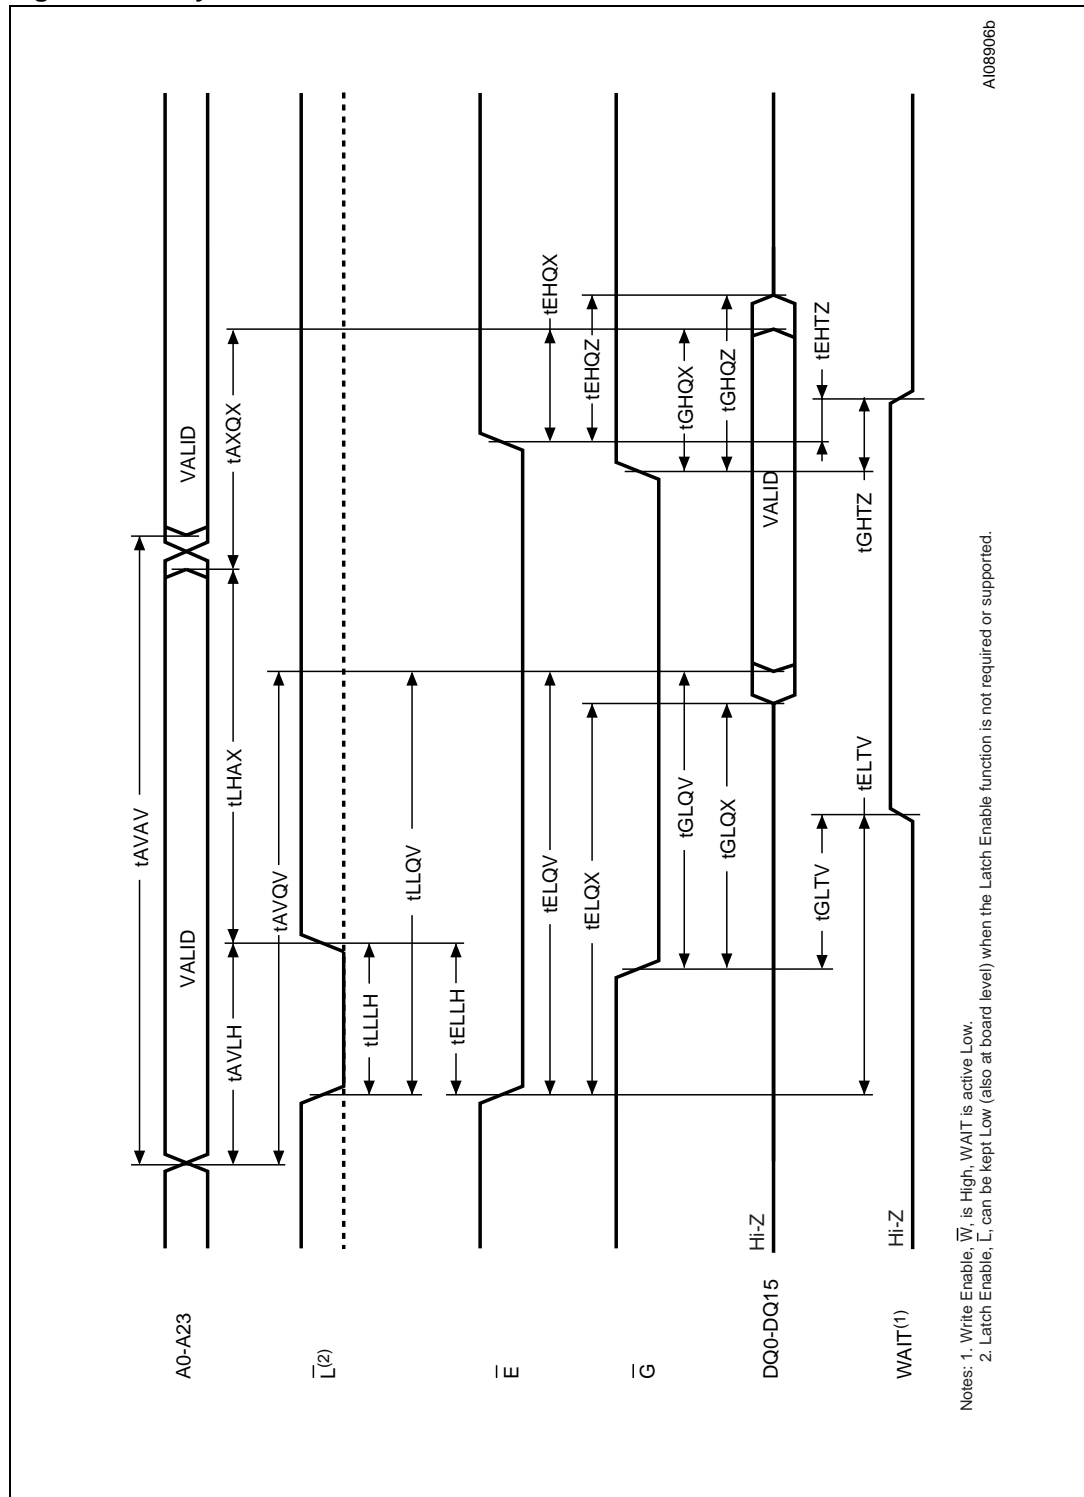 A0-A23
VALID
VALID
tAVAV
tAVLH
tLHAX
tAXQX
tAVQV
L̅(2)
tLLLH
tLLQV
tELLH
E̅
tELQV
tEHQX
tELQX
tEHQZ
G̅
tGLQV
tGHQX
tGLQX
tGHQZ
DQ0-DQ15
Hi-Z
VALID
tGLTV
tEHTZ
tELTV
tGHTZ
WAIT(1)
Hi-Z
Notes: 1. Write Enable, W̅, is High, WAIT is active Low.
2. Latch Enable, L̅, can be kept Low (also at board level) when the Latch Enable function is not required or supported.
AI08906b